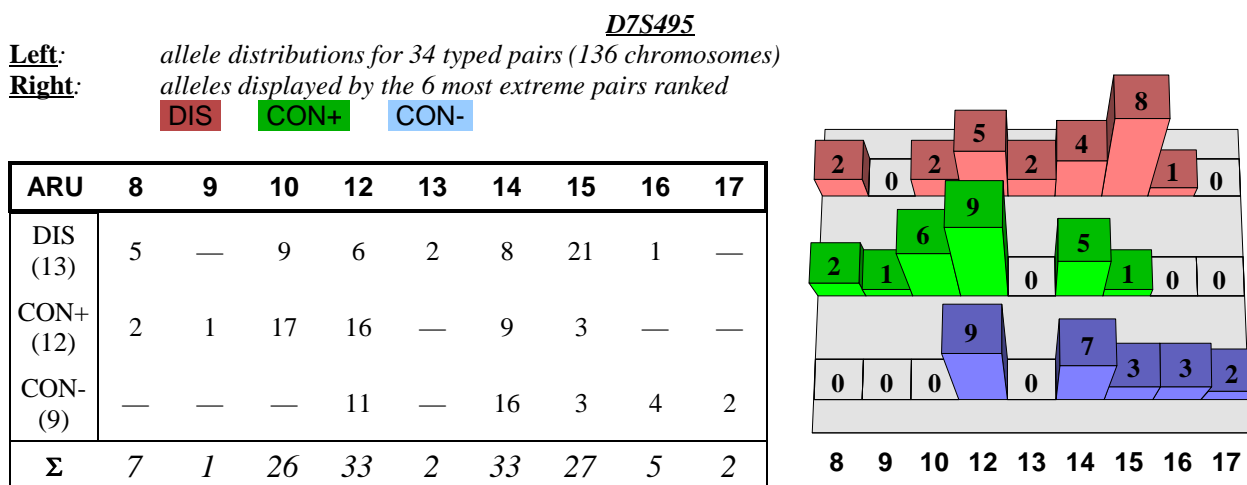 D7S495
Left: allele distributions for 34 typed pairs (136 chromosomes)
Right: alleles displayed by the 6 most extreme pairs ranked
DIS CON+ CON-
ARU 8 9 10 12 13 14 15 16 17
DIS
(13) 5 — 9 6 2 8 21 1 —
CON+
(12) 2 1 17 16 — 9 3 — —
CON-
(9) — — — 11 — 16 3 4 2
Σ 7 1 26 33 2 33 27 5 2
2 0 2 5 2 4 8 1 0
2 1 6 9 0 5 1 0 0
0 0 0 9 0 7 3 3 2
8 9 10 12 13 14 15 16 17